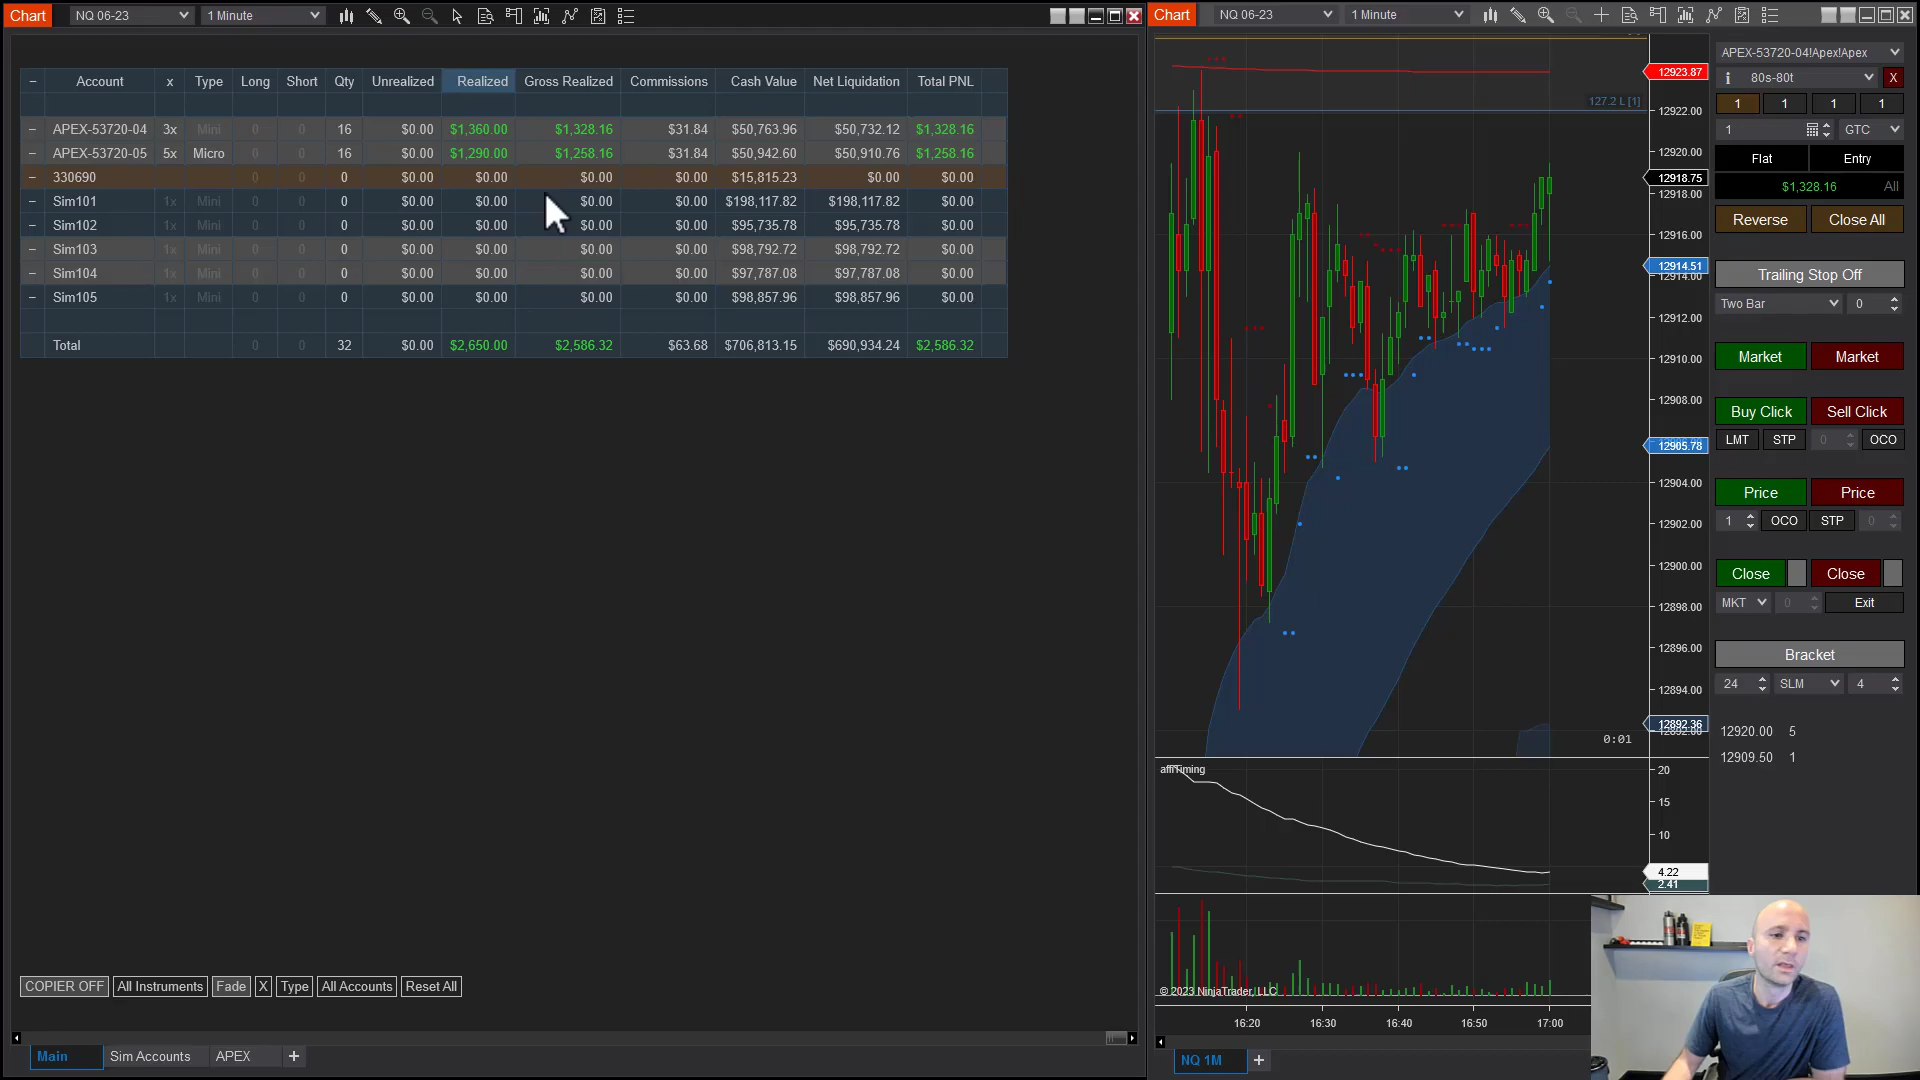 Chart NQ 06-23 1 Minute
Chart NQ 06-23 1 Minute
− Account x Type Long Short Qty Unrealized Realized Gross Realized Commissions Cash Value Net Liquidation Total PNL
− APEX-53720-04 3x Mini 0 0 16 $0.00 $1,360.00 $1,328.16 $31.84 $50,763.96 $50,732.12 $1,328.16
− APEX-53720-05 5x Micro 0 0 16 $0.00 $1,290.00 $1,258.16 $31.84 $50,942.60 $50,910.76 $1,258.16
− 330690 0 0 0 $0.00 $0.00 $0.00 $0.00 $15,815.23 $0.00 $0.00
− Sim101 1x Mini 0 0 0 $0.00 $0.00 $0.00 $0.00 $198,117.82 $198,117.82 $0.00
− Sim102 1x Mini 0 0 0 $0.00 $0.00 $0.00 $0.00 $95,735.78 $95,735.78 $0.00
− Sim103 1x Mini 0 0 0 $0.00 $0.00 $0.00 $0.00 $98,792.72 $98,792.72 $0.00
− Sim104 1x Mini 0 0 0 $0.00 $0.00 $0.00 $0.00 $97,787.08 $97,787.08 $0.00
− Sim105 1x Mini 0 0 0 $0.00 $0.00 $0.00 $0.00 $98,857.96 $98,857.96 $0.00
Total 0 0 32 $0.00 $2,650.00 $2,586.32 $63.68 $706,813.15 $690,934.24 $2,586.32
COPIER OFF All Instruments Fade X Type All Accounts Reset All
Main Sim Accounts APEX +
127.2 L [1]
12923.87
12922.00
12920.00
12918.75
12918.00
12916.00
12914.51
12914.00
12912.00
12910.00
12908.00
12905.78
12904.00
12902.00
12900.00
12898.00
12896.00
12894.00
12892.36
12892.00
0:01
affiTiming
20
15
10
4.22
2.41
© 2023 NinjaTrader, LLC
16:20 16:30 16:40 16:50 17:00
NQ 1M +
APEX-53720-04!Apex!Apex
80s-80t X
1 1 1 1
1 GTC
Flat Entry
$1,328.16 All
Reverse Close All
Trailing Stop Off
Two Bar 0
Market Market
Buy Click Sell Click
LMT STP 0 OCO
Price Price
1 OCO STP 0
Close Close
MKT 0 Exit
Bracket
24 SLM 4
12920.00 5
12909.50 1